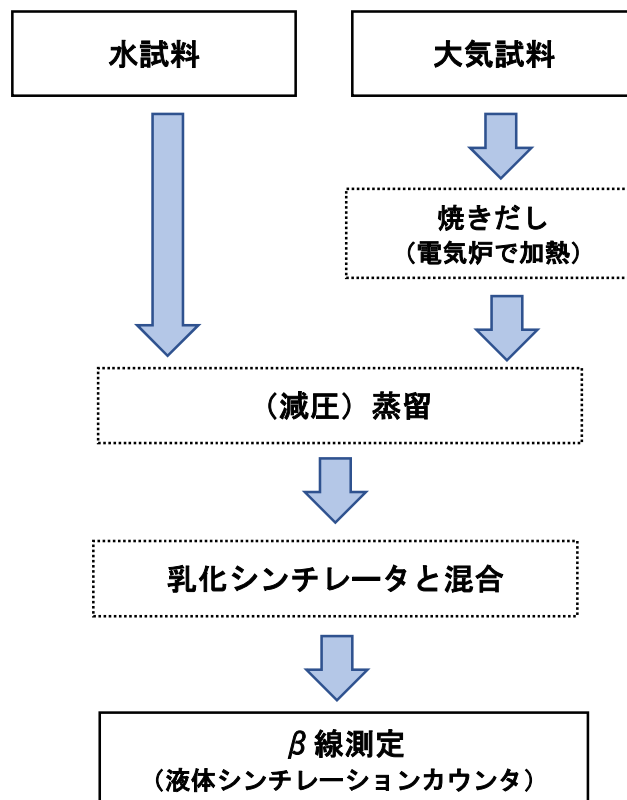 水試料
大気試料
焼きだし
（電気炉で加熱）
（減圧）蒸留
乳化シンチレータと混合
β線測定
（液体シンチレーションカウンタ）